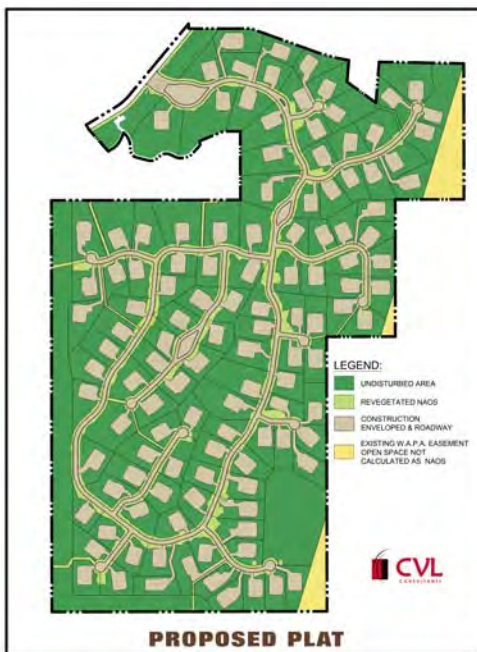 LEGEND:
UNDISTURBED AREA
REVEGETATED NAOS
CONSTRUCTION
ENVELOPED & ROADWAY
EXISTING W.A.P.A. EASEMENT
OPEN SPACE NOT
CALCULATED AS NAOS
CVL
CONSULTANTS
PROPOSED PLAT